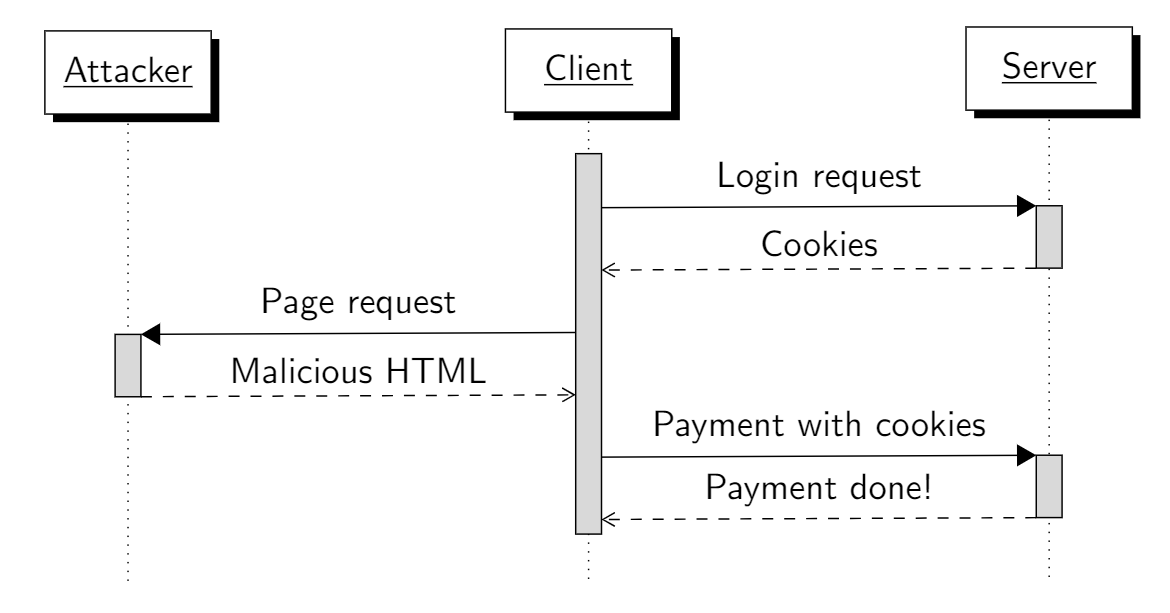 Attacker
Client
Server
Login request
Cookies
Page request
Malicious HTML
Payment with cookies
Payment done!